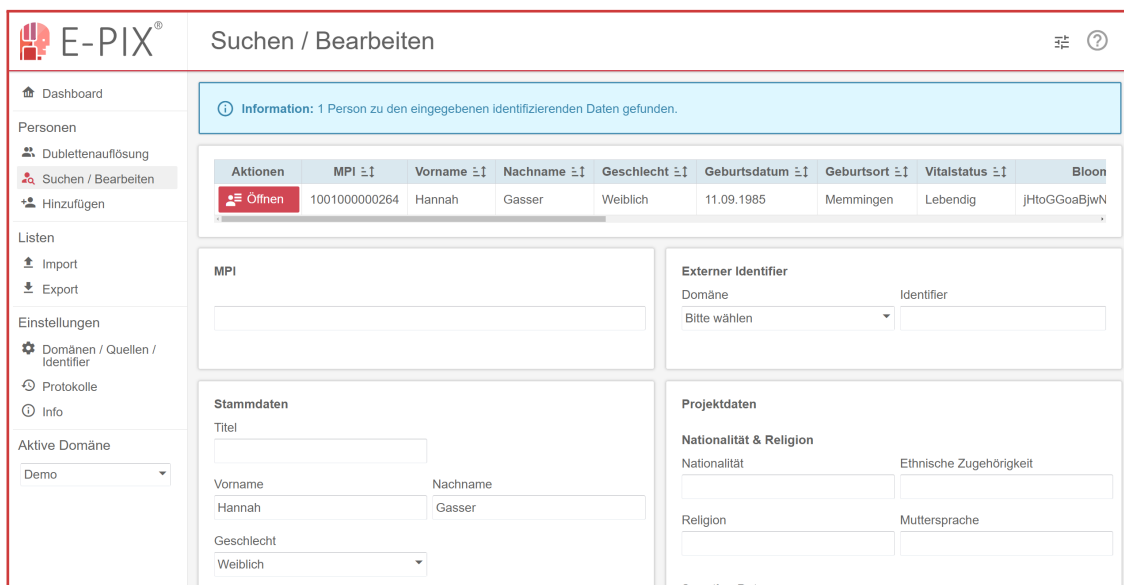 E-PIX®
Suchen / Bearbeiten
Dashboard
Personen
Dublettenauflösung
Suchen / Bearbeiten
Hinzufügen
Listen
Import
Export
Einstellungen
Domänen / Quellen /
Identifier
Protokolle
Info
Aktive Domäne
Demo
Information: 1 Person zu den eingegebenen identifizierenden Daten gefunden.
Aktionen MPI Vorname Nachname Geschlecht Geburtsdatum Geburtsort Vitalstatus Bloom
Öffnen 1001000000264 Hannah Gasser Weiblich 11.09.1985 Memmingen Lebendig jHtoGGoaBjwN
MPI
Externer Identifier
Domäne Identifier
Bitte wählen
Stammdaten
Titel
Vorname Nachname
Hannah Gasser
Geschlecht
Weiblich
Projektdaten
Nationalität & Religion
Nationalität Ethnische Zugehörigkeit
Religion Muttersprache